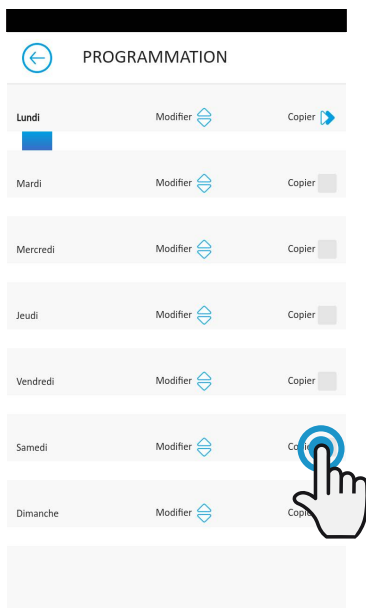 PROGRAMMATION
Lundi Modifier Copier
Mardi Modifier Copier
Mercredi Modifier Copier
Jeudi Modifier Copier
Vendredi Modifier Copier
Samedi Modifier
Dimanche Modifier